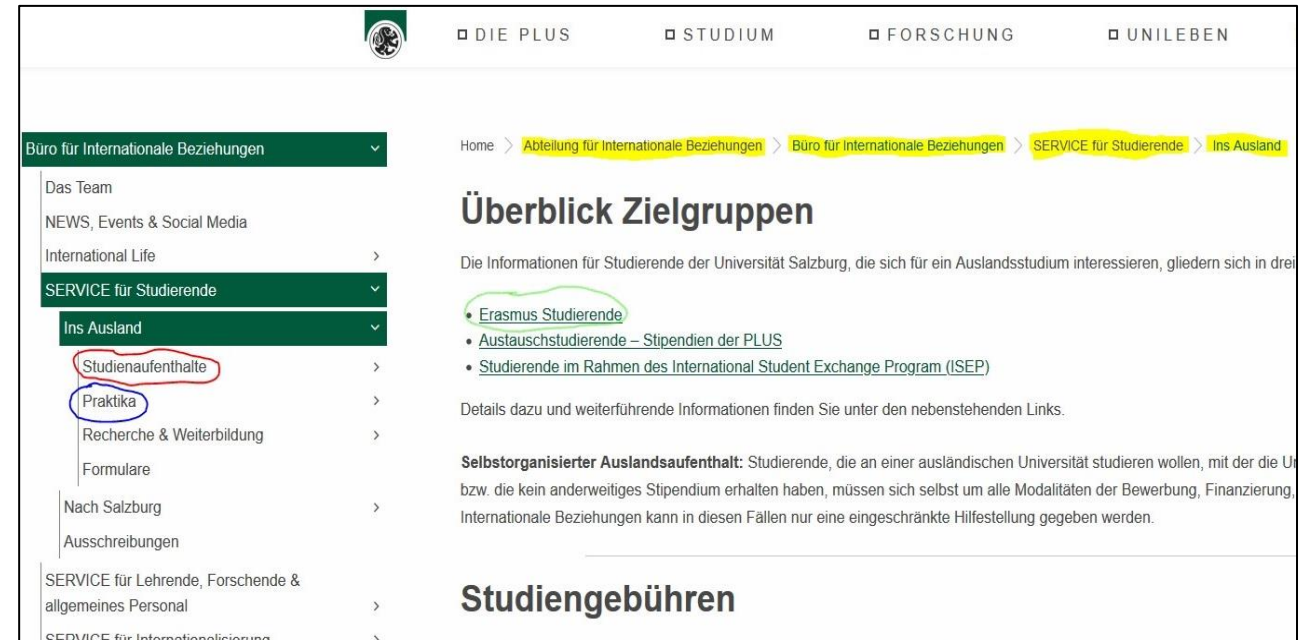 DIE PLUS STUDIUM FORSCHUNG UNILEBEN
Büro für Internationale Beziehungen
Das Team
NEWS, Events & Social Media
International Life
SERVICE für Studierende
Ins Ausland
Studienaufenthalte
Praktika
Recherche & Weiterbildung
Formulare
Nach Salzburg
Ausschreibungen
SERVICE für Lehrende, Forschende &
allgemeines Personal
SERVICE für Internationalisierung
Home > Abteilung für Internationale Beziehungen > Büro für Internationale Beziehungen > SERVICE für Studierende > Ins Ausland
Überblick Zielgruppen
Die Informationen für Studierende der Universität Salzburg, die sich für ein Auslandsstudium interessieren, gliedern sich in drei
• Erasmus Studierende
• Austauschstudierende – Stipendien der PLUS
• Studierende im Rahmen des International Student Exchange Program (ISEP)
Details dazu und weiterführende Informationen finden Sie unter den nebenstehenden Links.
Selbstorganisierter Auslandsaufenthalt: Studierende, die an einer ausländischen Universität studieren wollen, mit der die
bzw. die kein anderweitiges Stipendium erhalten haben, müssen sich selbst um alle Modalitäten der Bewerbung, Finanzierung,
Internationale Beziehungen kann in diesen Fällen nur eine eingeschränkte Hilfestellung gegeben werden.
Studiengebühren